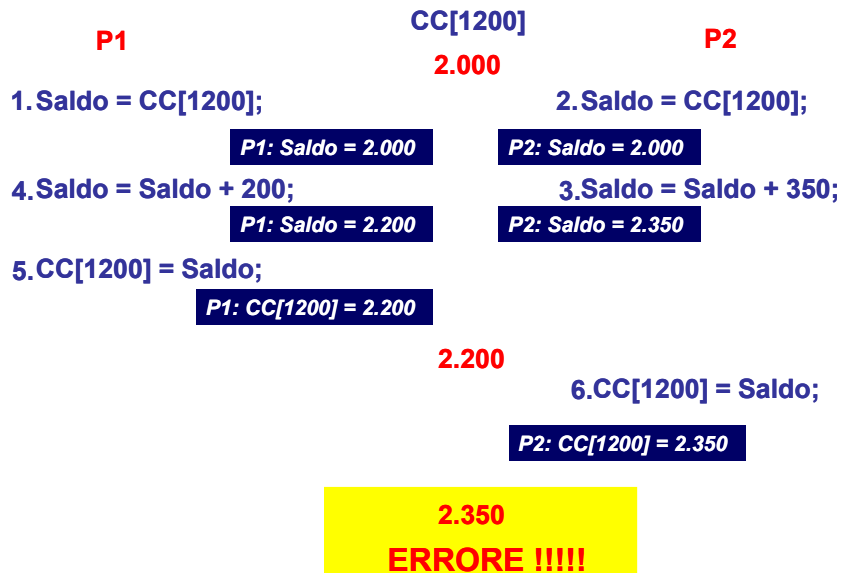 CC[1200]
P1
P2
2.000
1.Saldo = CC[1200];
2.Saldo = CC[1200];
P1: Saldo = 2.000
P2: Saldo = 2.000
4.Saldo = Saldo + 200;
3.Saldo = Saldo + 350;
P1: Saldo = 2.200
P2: Saldo = 2.350
5.CC[1200] = Saldo;
P1: CC[1200] = 2.200
2.200
6.CC[1200] = Saldo;
P2: CC[1200] = 2.350
2.350
ERRORE !!!!!